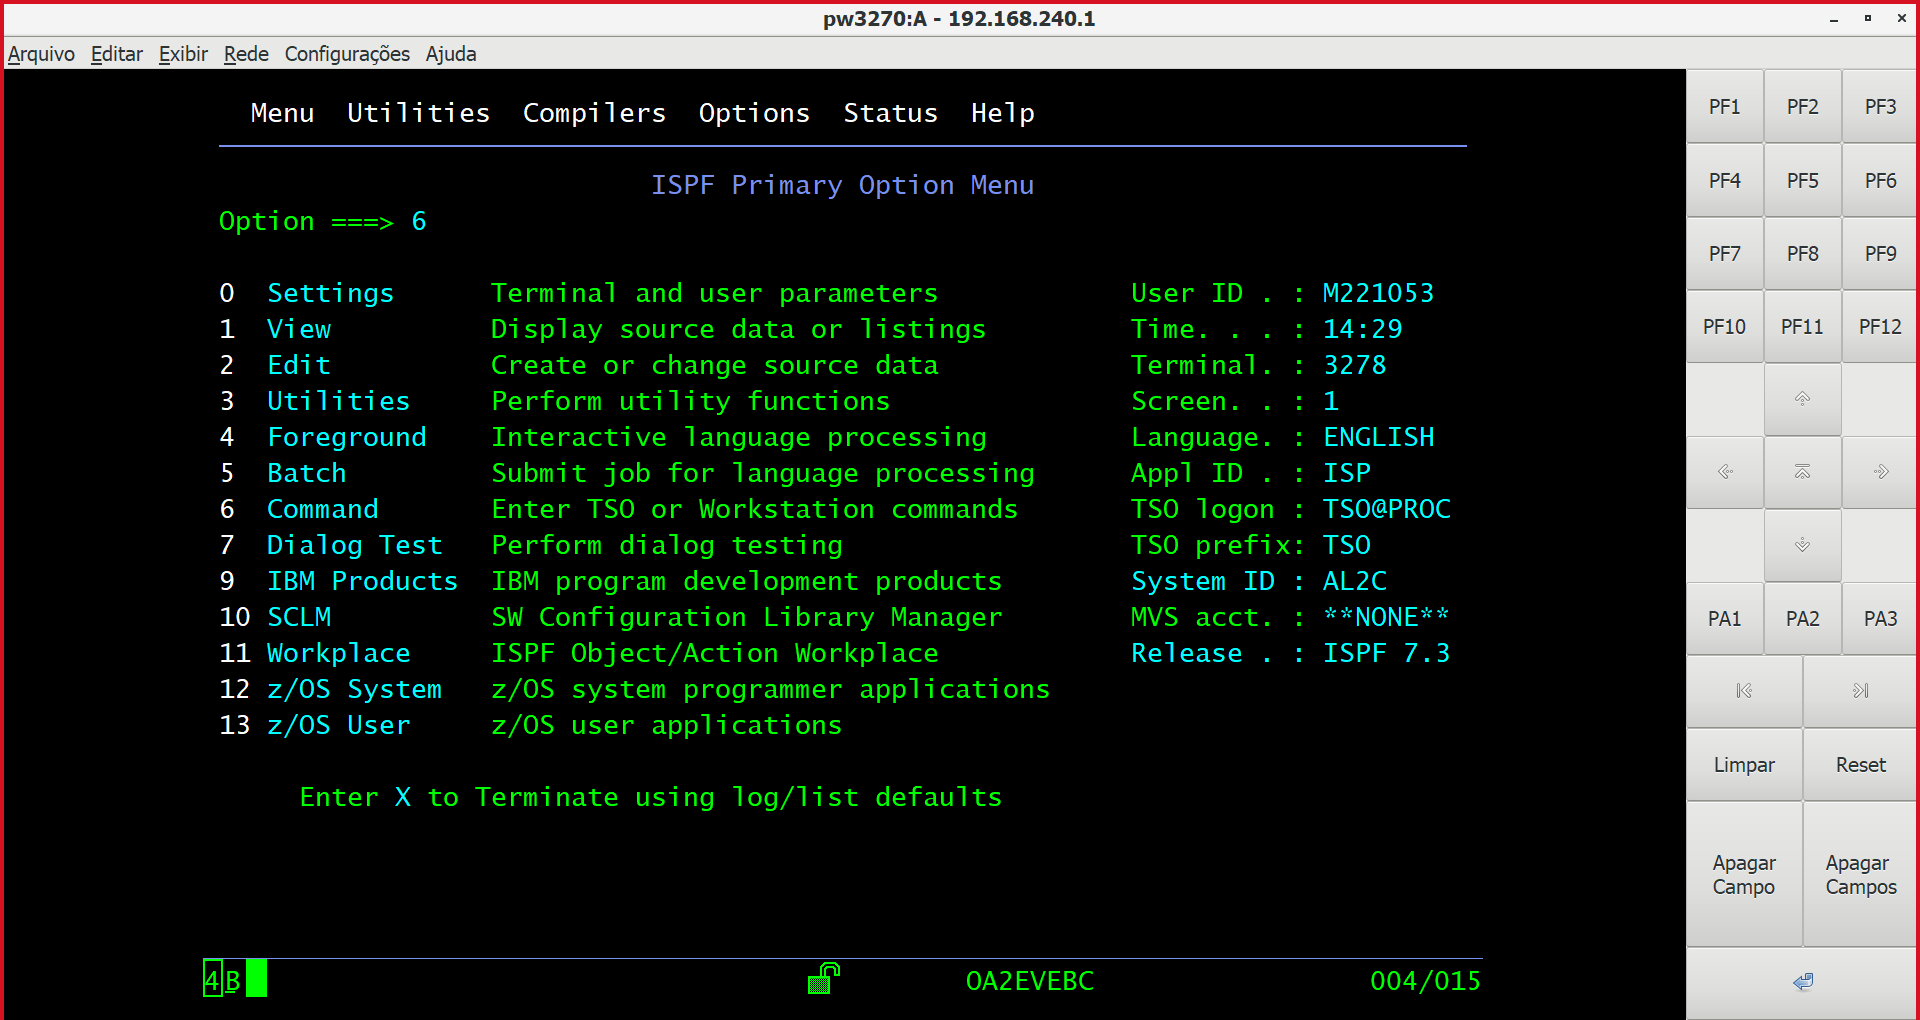 pw3270:A - 192.168.240.1
Arquivo Editar Exibir Rede Configurações Ajuda
Menu Utilities Compilers Options Status Help
ISPF Primary Option Menu
Option ===> 6
0 Settings Terminal and user parameters User ID . : M221053
1 View Display source data or listings Time. . . : 14:29
2 Edit Create or change source data Terminal. : 3278
3 Utilities Perform utility functions Screen. . : 1
4 Foreground Interactive language processing Language. : ENGLISH
5 Batch Submit job for language processing Appl ID . : ISP
6 Command Enter TSO or Workstation commands TSO logon : TSO@PROC
7 Dialog Test Perform dialog testing TSO prefix: TSO
9 IBM Products IBM program development products System ID : AL2C
10 SCLM SW Configuration Library Manager MVS acct. : **NONE**
11 Workplace ISPF Object/Action Workplace Release . : ISPF 7.3
12 z/OS System z/OS system programmer applications
13 z/OS User z/OS user applications
Enter X to Terminate using log/list defaults
4 B 0A2EVEBC 004/015
PF1 PF2 PF3
PF4 PF5 PF6
PF7 PF8 PF9
PF10 PF11 PF12
PA1 PA2 PA3
Limpar Reset
Apagar Campo
Apagar Campos